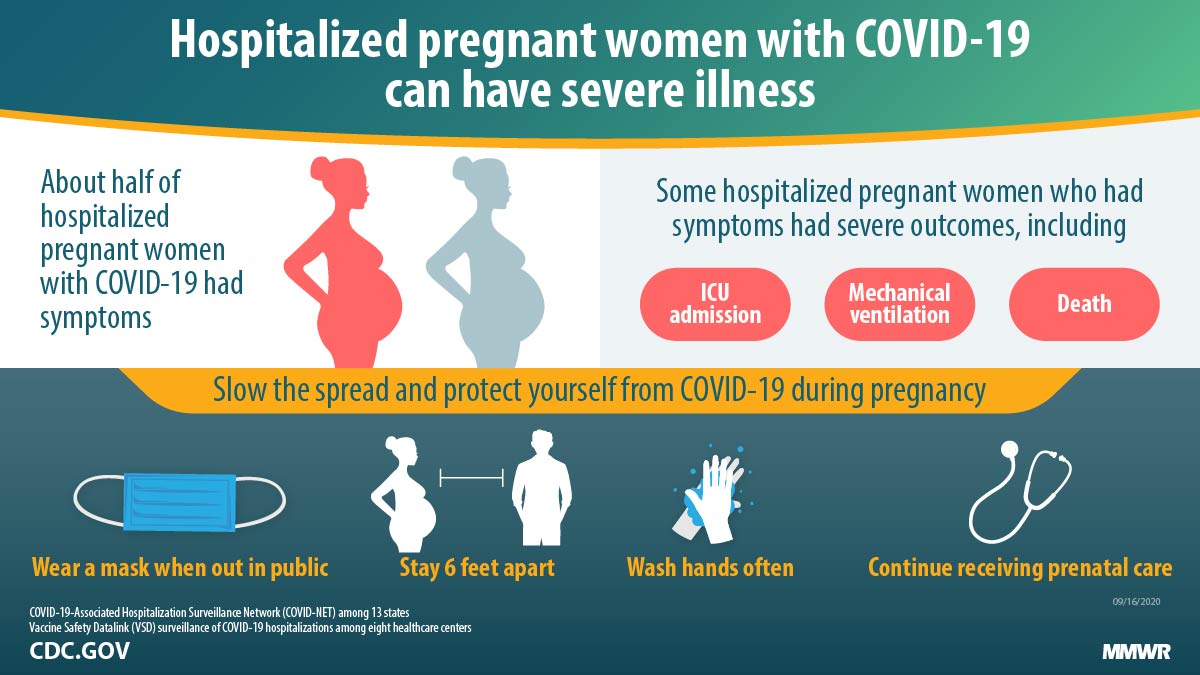 Hospitalized pregnant women with COVID-19
can have severe illness
About half of
hospitalized
pregnant women
with COVID-19 had
symptoms
Some hospitalized pregnant women who had
symptoms had severe outcomes, including
ICU
admission
Mechanical
ventilation
Death
Slow the spread and protect yourself from COVID-19 during pregnancy
Wear a mask when out in public
Stay 6 feet apart
Wash hands often
Continue receiving prenatal care
09/16/2020
COVID-19-Associated Hospitalization Surveillance Network (COVID-NET) among 13 states
Vaccine Safety Datalink (VSD) surveillance of COVID-19 hospitalizations among eight healthcare centers
CDC.GOV
MMWR